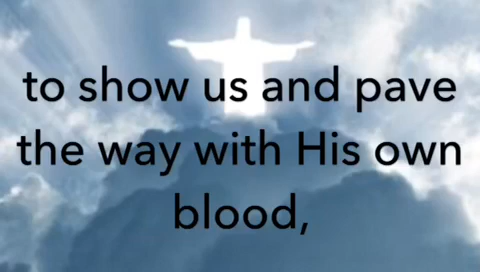 to show us and pave
the way with His own
blood,